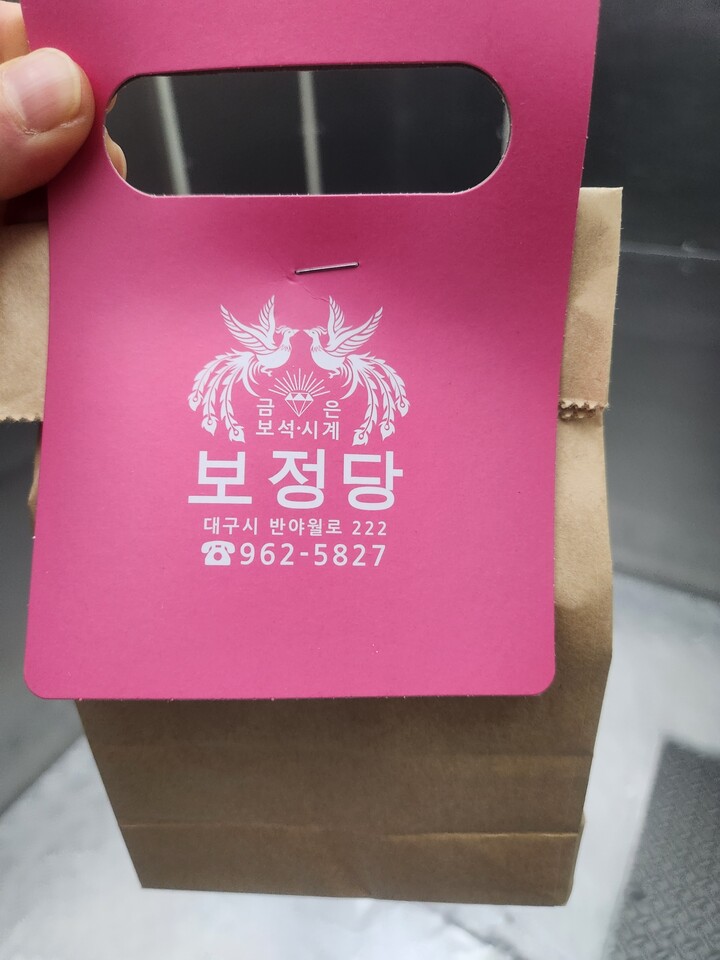 금 은
보석·시계
보정당
대구시 반야월로 222
☎962-5827